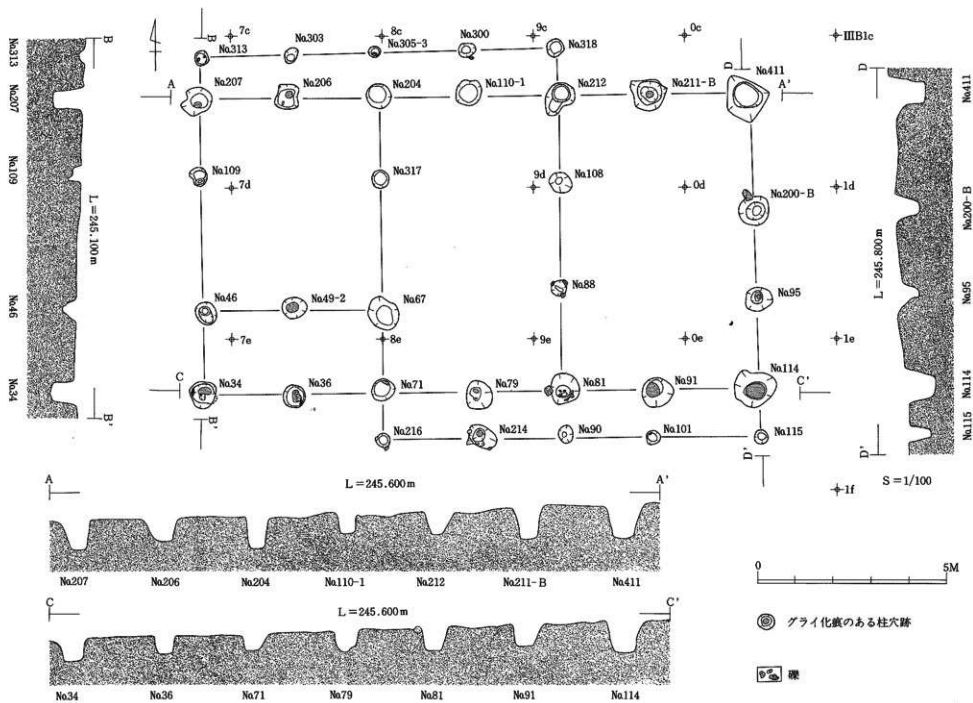 7c
8c
9c
0c
ⅢB1c
B
No.313
No.303
No.305-3
No.300
No.318
D
No.411
A
No.207
No.206
No.204
No.110-1
No.212
No.211-B
A'
No.109
7d
No.317
9d
No.108
0d
No.200-B
1d
No.46
No.49-2
No.67
No.88
No.95
7e
8e
9e
0e
1e
C
No.34
No.36
No.71
No.79
No.81
No.91
No.114
C'
B'
No.216
No.214
No.90
No.101
No.115
D'
1f
B
No.313
No.207
No.109
L=245.100m
No.46
No.34
B'
D
No.411
No.200-B
L=245.800m
No.95
No.114
No.115
D'
S=1/100
A
L=245.600m
A'
No.207
No.206
No.204
No.110-1
No.212
No.211-B
No.411
C
L=245.600m
C'
No.34
No.36
No.71
No.79
No.81
No.91
No.114
0
5M
グライ化痕のある柱穴跡
礫